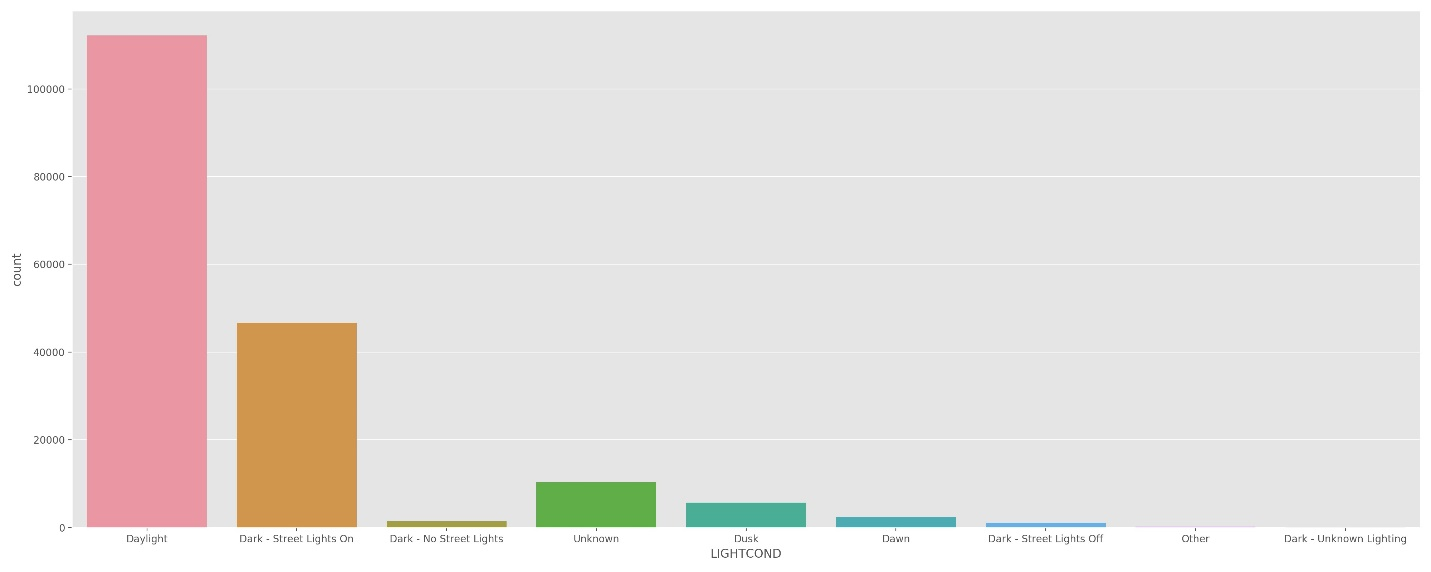 100000
80000
60000
40000
20000
0
count
Daylight
Dark - Street Lights On
Dark - No Street Lights
Unknown
Dusk
Dawn
Dark - Street Lights Off
Other
Dark - Unknown Lighting
LIGHTCOND